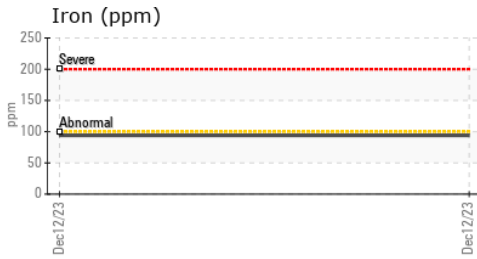 Iron (ppm)
250
200
150
100
50
0
ppm
Severe
Abnormal
Dec12/23
Dec12/23